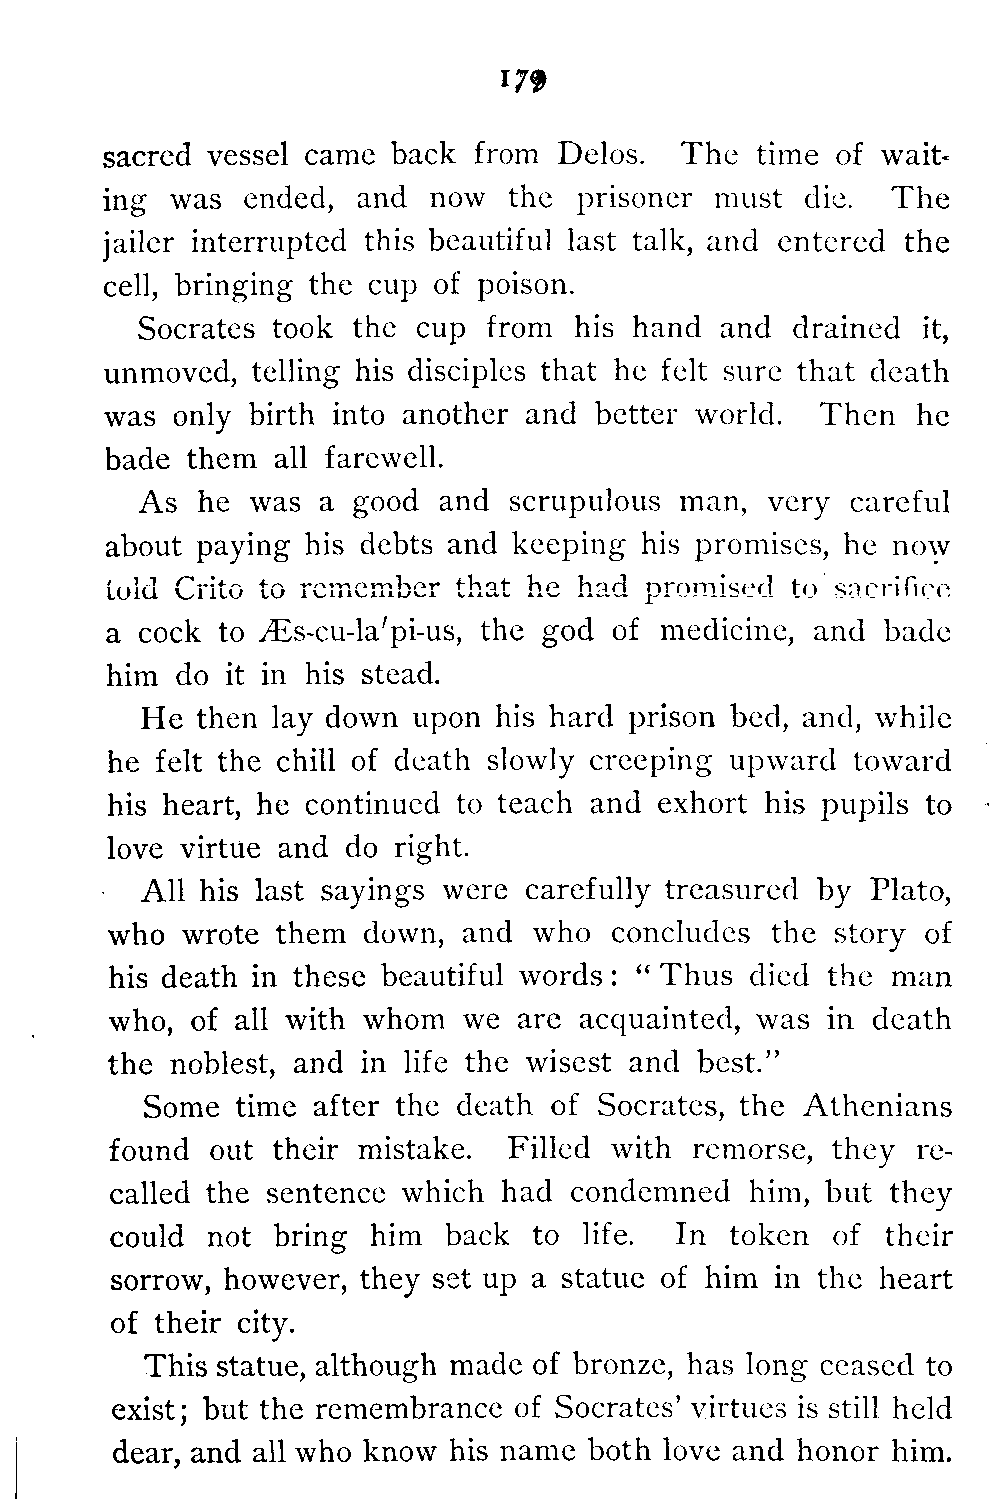 179
sacred vessel came back from Delos. The time of wait-
ing was ended, and now the prisoner must die. The
jailer interrupted this beautiful last talk, and entered the
cell, bringing the cup of poison.
Socrates took the cup from his hand and drained it,
unmoved, telling his disciples that he felt sure that death
was only birth into another and better world. Then he
bade them all farewell.
As he was a good and scrupulous man, very careful
about paying his debts and keeping his promises, he now
told Crito to remember that he had promised to sacrifice
a cock to Æs-cu-la'pi-us, the god of medicine, and bade
him do it in his stead.
He then lay down upon his hard prison bed, and, while
he felt the chill of death slowly creeping upward toward
his heart, he continued to teach and exhort his pupils to
love virtue and do right.
All his last sayings were carefully treasured by Plato,
who wrote them down, and who concludes the story of
his death in these beautiful words: “Thus died the man
who, of all with whom we are acquainted, was in death
the noblest, and in life the wisest and best.”
Some time after the death of Socrates, the Athenians
found out their mistake. Filled with remorse, they re-
called the sentence which had condemned him, but they
could not bring him back to life. In token of their
sorrow, however, they set up a statue of him in the heart
of their city.
This statue, although made of bronze, has long ceased to
exist; but the remembrance of Socrates' virtues is still held
dear, and all who know his name both love and honor him.